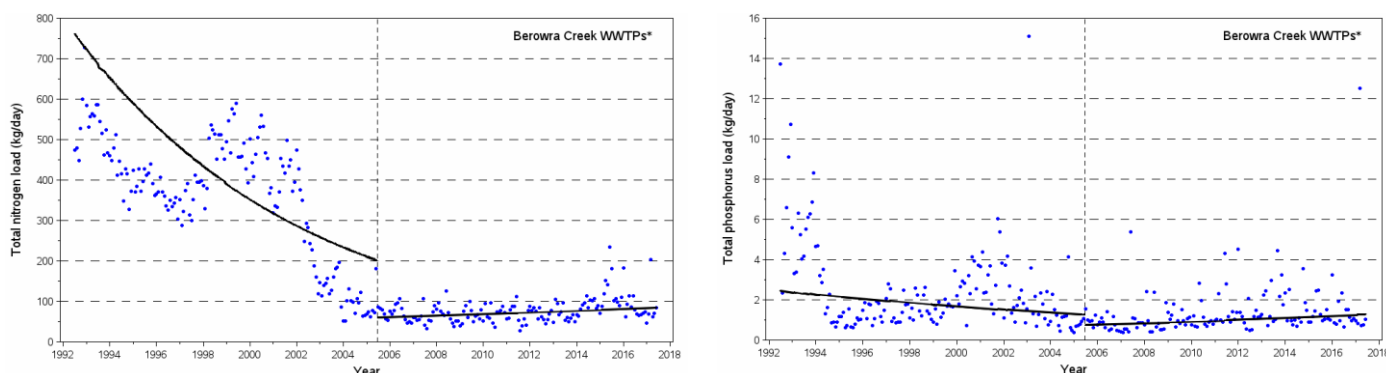 Berowra Creek WWTPs*
Total nitrogen load (kg/day)
800
700
600
500
400
300
200
100
0
1992 1994 1996 1998 2000 2002 2004 2006 2008 2010 2012 2014 2016 2018
Year
Berowra Creek WWTPs*
Total phosphorus load (kg/day)
16
14
12
10
8
6
4
2
0
1992 1994 1996 1998 2000 2002 2004 2006 2008 2010 2012 2014 2016 2018
Year